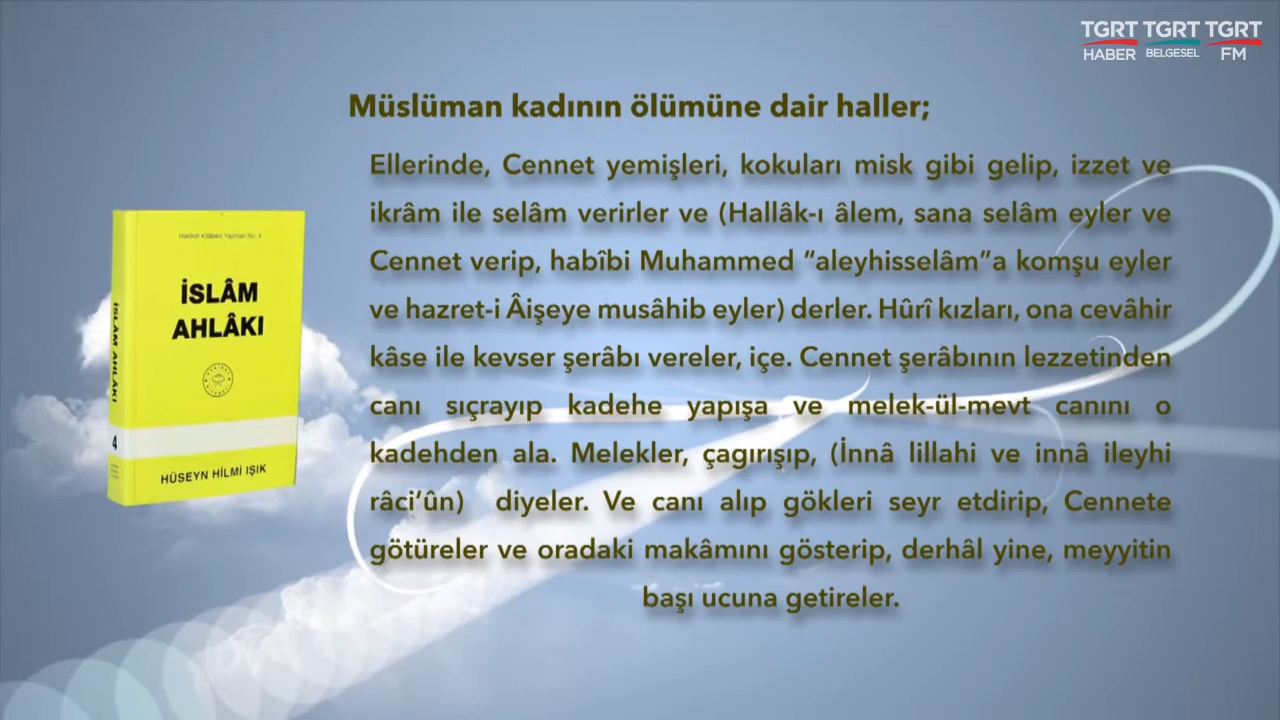 TGRT TGRT TGRT
HABER BELGESEL FM
Müslüman kadının ölümüne dair haller;
Ellerinde, Cennet yemişleri, kokuları misk gibi gelip, izzet ve
ikrâm ile selâm verirler ve (Hallâk-ı âlem, sana selâm eyler ve
Cennet verip, habîbi Muhammed “aleyhisselâm”a komşu eyler
ve hazret-i Âişeye musâhib eyler) derler. Hûrî kızları, ona cevâhir
kâse ile kevser şerâbı vereler, içe. Cennet şerâbının lezzetinden
canı sıçrayıp kadehe yapışa ve melek-ül-mevt canını o
kadehden ala. Melekler, çagırışıp, (İnnâ lillahi ve innâ ileyhi
râci’ûn) diyeler. Ve canı alıp gökleri seyr etdirip, Cennete
götüreler ve oradaki makâmını gösterip, derhâl yine, meyyitin
başı ucuna getireler.
Hakîkat Kitâbevi Yayınları No: 4
İSLÂM
AHLÂKI
HÜSEYN HİLMİ IŞIK
İSLÂM AHLÂKI
4